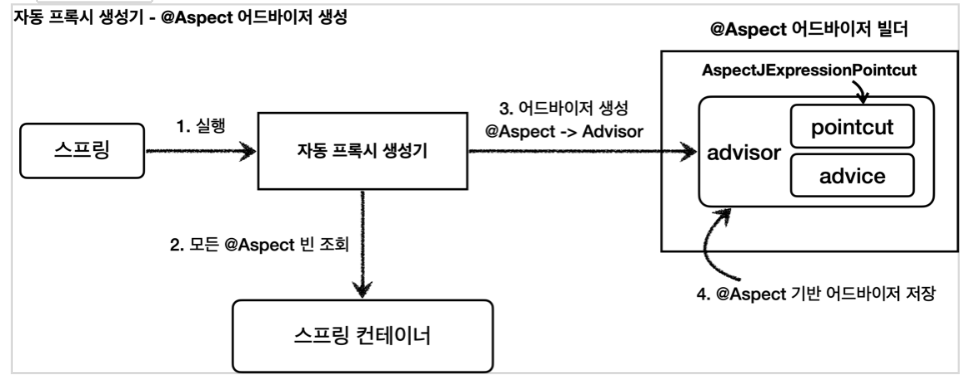 자동 프록시 생성기 - @Aspect 어드바이저 생성
@Aspect 어드바이저 빌더
AspectJExpressionPointcut
스프링
1. 실행
자동 프록시 생성기
3. 어드바이저 생성
@Aspect -> Advisor
advisor
pointcut
advice
2. 모든 @Aspect 빈 조회
4. @Aspect 기반 어드바이저 저장
스프링 컨테이너